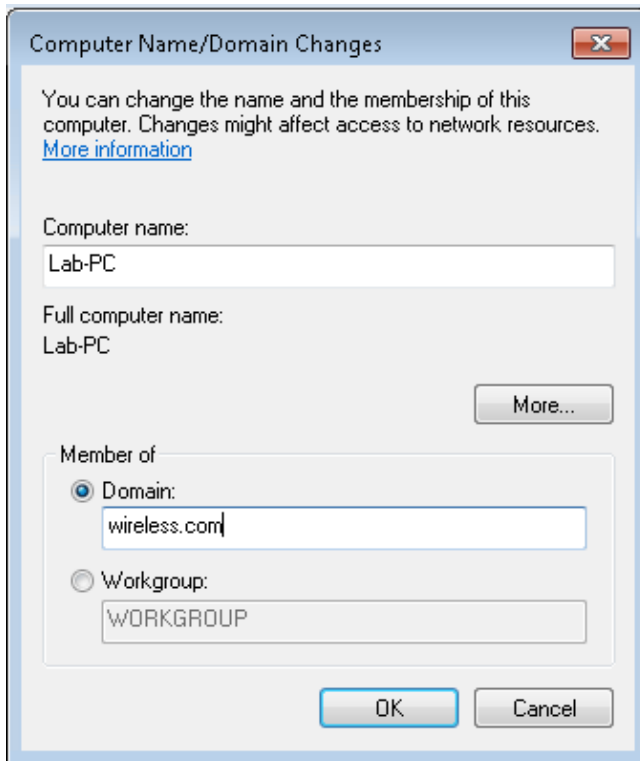 Computer Name/Domain Changes
You can change the name and the membership of this
computer. Changes might affect access to network resources.
More information
Computer name:
Lab-PC
Full computer name:
Lab-PC
More...
Member of
Domain:
wireless.com
Workgroup:
WORKGROUP
OK
Cancel